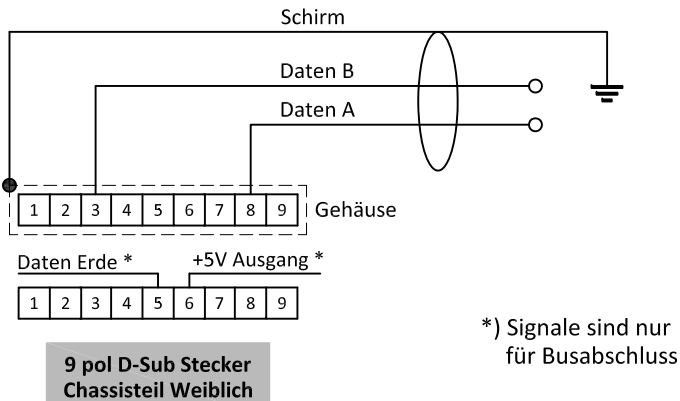 Schirm
Daten B
Daten A
1 2 3 4 5 6 7 8 9 Gehäuse
Daten Erde * +5V Ausgang *
1 2 3 4 5 6 7 8 9
*) Signale sind nur
für Busabschluss
9 pol D-Sub Stecker
Chassisteil Weiblich